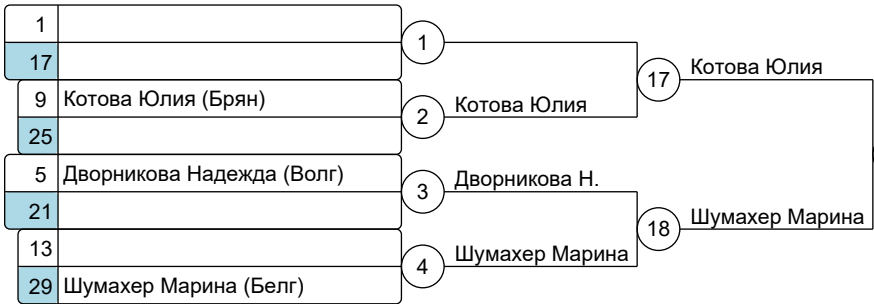 1
1
17
17
Котова Юлия
9 Котова Юлия (Брян)
2
Котова Юлия
25
5 Дворникова Надежда (Волг)
3
Дворникова Н.
21
18
Шумахер Марина
13
4
Шумахер Марина
29 Шумахер Марина (Белг)